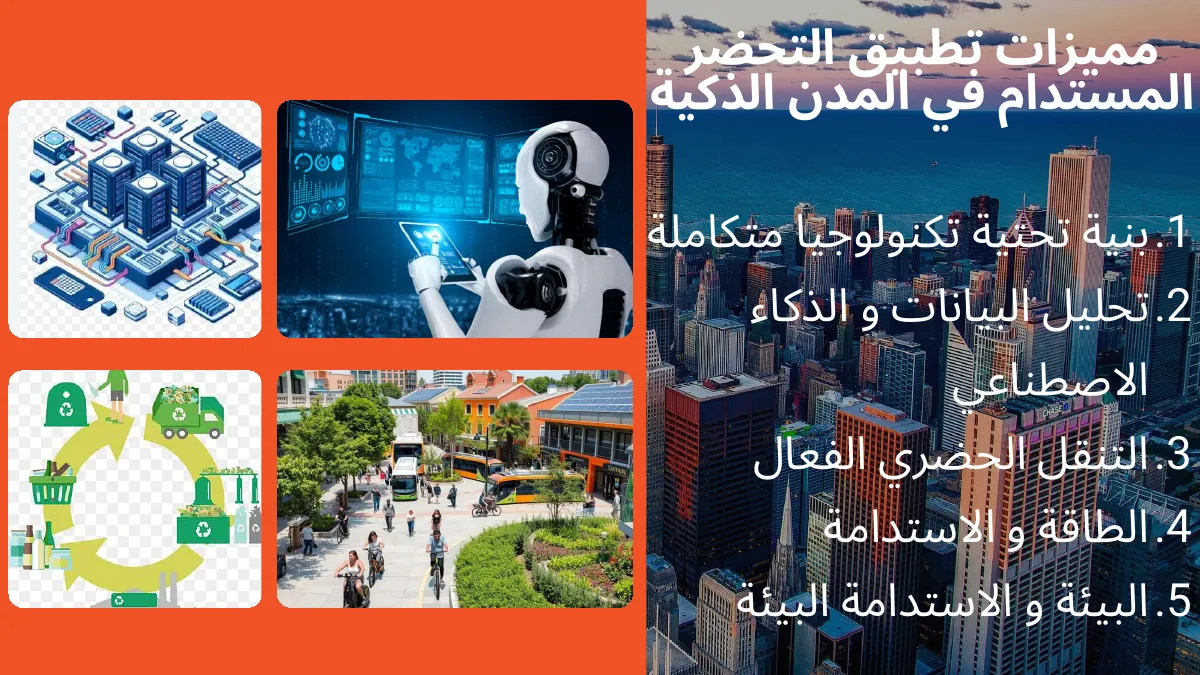 مميزات تطبيق التحضر
المستدام في المدن الذكية
1. بنية تحتية تكنولوجيا متكاملة
2. تحليل البيانات و الذكاء
الاصطناعي
3. التنقل الحضري الفعال
4. الطاقة و الاستدامة
5. البيئة و الاستدامة البيئة
CHASE